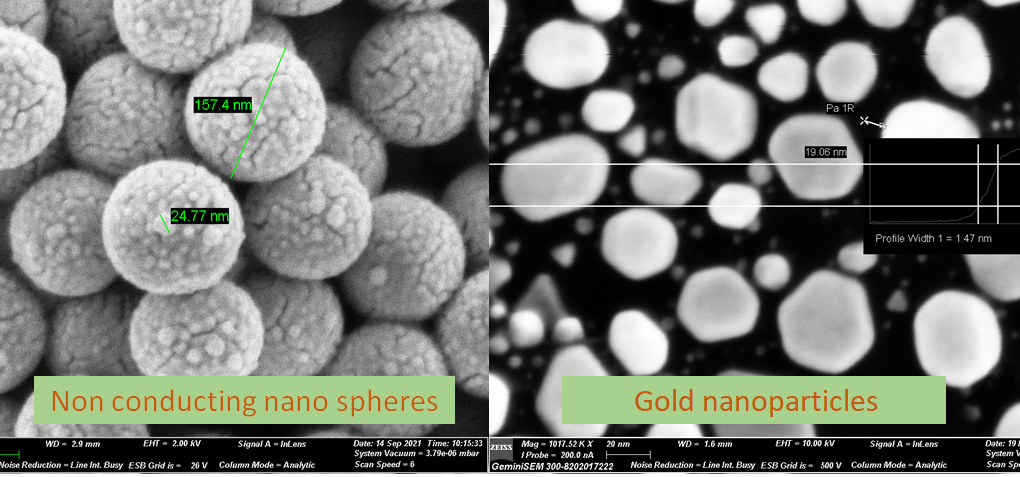 157.4 nm
24.77 nm
Non conducting nano spheres
WD = 2.9 mm EHT = 2.00 kV Signal A = InLens Date: 14 Sep 2021 Time: 10:15:33
System Vacuum = 3.79e-06 mbar
Noise Reduction = Line Int. Busy ESB Grid is = 26 V Column Mode = Analytic Scan Speed = 6
Pa 1R
19.06 nm
Profile Width 1 = 1.47 nm
Gold nanoparticles
ZEISS
Mag = 1017.52 K X 20 nm WD = 1.6 mm EHT = 10.00 kV Signal A = InLens Date: 19
I Probe = 200.0 nA System V
GeminiSEM 300-8202017222 Noise Reduction = Line Int. Busy ESB Grid is = 500 V Column Mode = Analytic Scan Sp